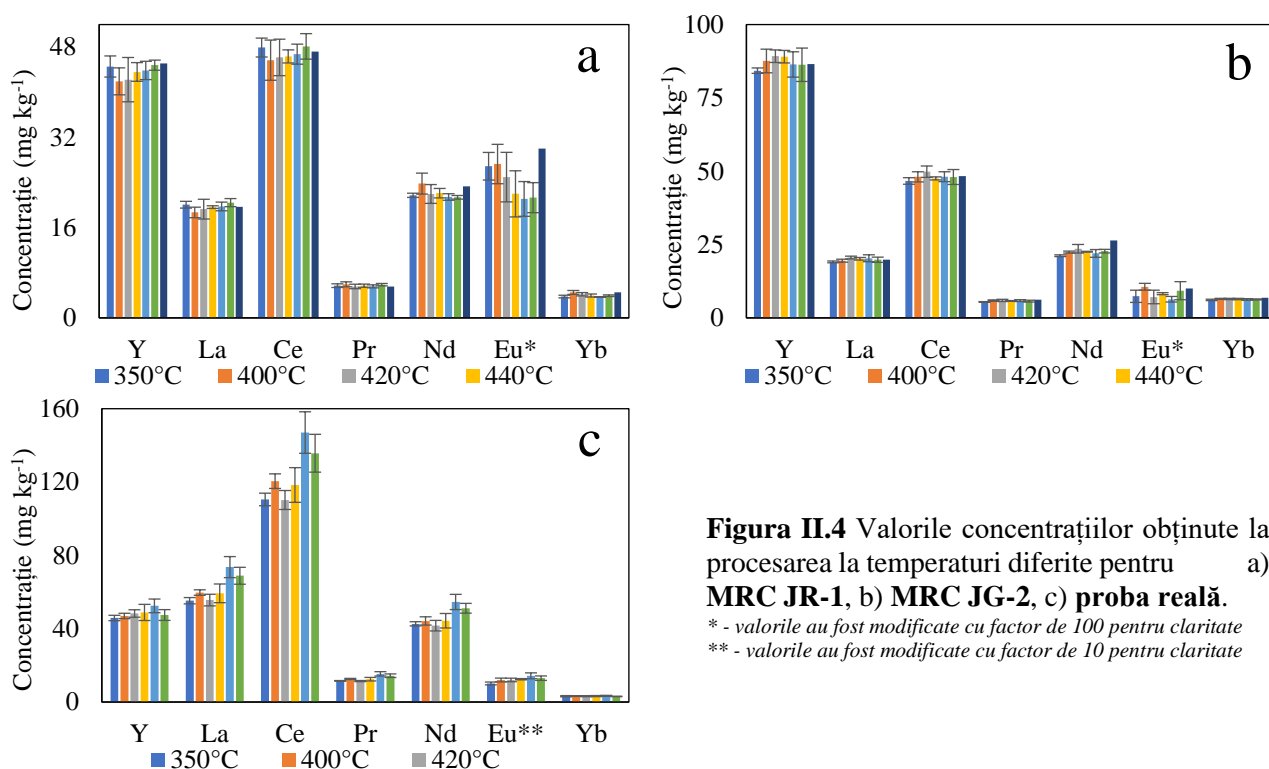 a
Concentrație (mg kg-1)
48
32
16
0
Y La Ce Pr Nd Eu* Yb
350°C 400°C 420°C 440°C
b
Concentrație (mg kg-1)
100
75
50
25
0
Y La Ce Pr Nd Eu* Yb
350°C 400°C 420°C 440°C
c
Concentrație (mg kg-1)
160
120
80
40
0
Y La Ce Pr Nd Eu** Yb
350°C 400°C 420°C
Figura II.4 Valorile concentrațiilor obținute la
procesarea la temperaturi diferite pentru a)
MRC JR-1, b) MRC JG-2, c) proba reală.
* - valorile au fost modificate cu factor de 100 pentru claritate
** - valorile au fost modificate cu factor de 10 pentru claritate